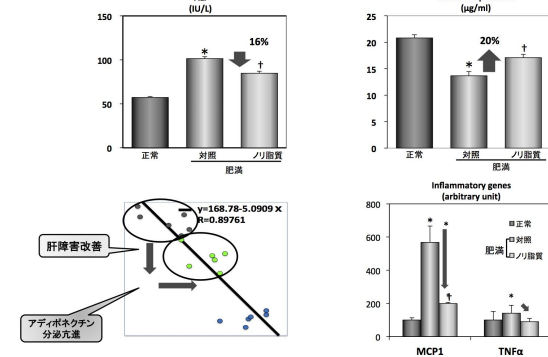 (IU/L)
150
100
50
0
16%
*
†
正常
対照
ノリ脂質
肥満
(μg/ml)
25
20
15
10
5
0
20%
*
†
正常
対照
ノリ脂質
肥満
y=168.78-5.0909 x
R=0.89761
肝障害改善
アディポネクチン
分泌亢進
Inflammatory genes
(arbitrary unit)
800
600
400
200
0
*
*
†
*
正常
肥満
対照
ノリ脂質
MCP1
TNFα